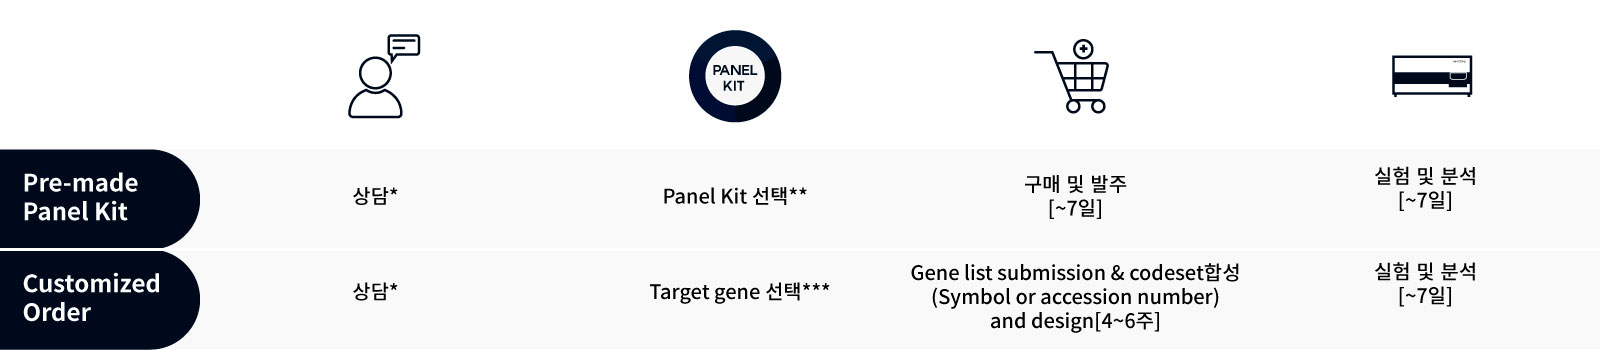 PANEL
KIT
Pre-made
Panel Kit
상담*
Panel Kit 선택**
구매 및 발주
[~7일]
실험 및 분석
[~7일]
Customized
Order
상담*
Target gene 선택***
Gene list submission & codeset합성
(Symbol or accession number)
and design[4~6주]
실험 및 분석
[~7일]